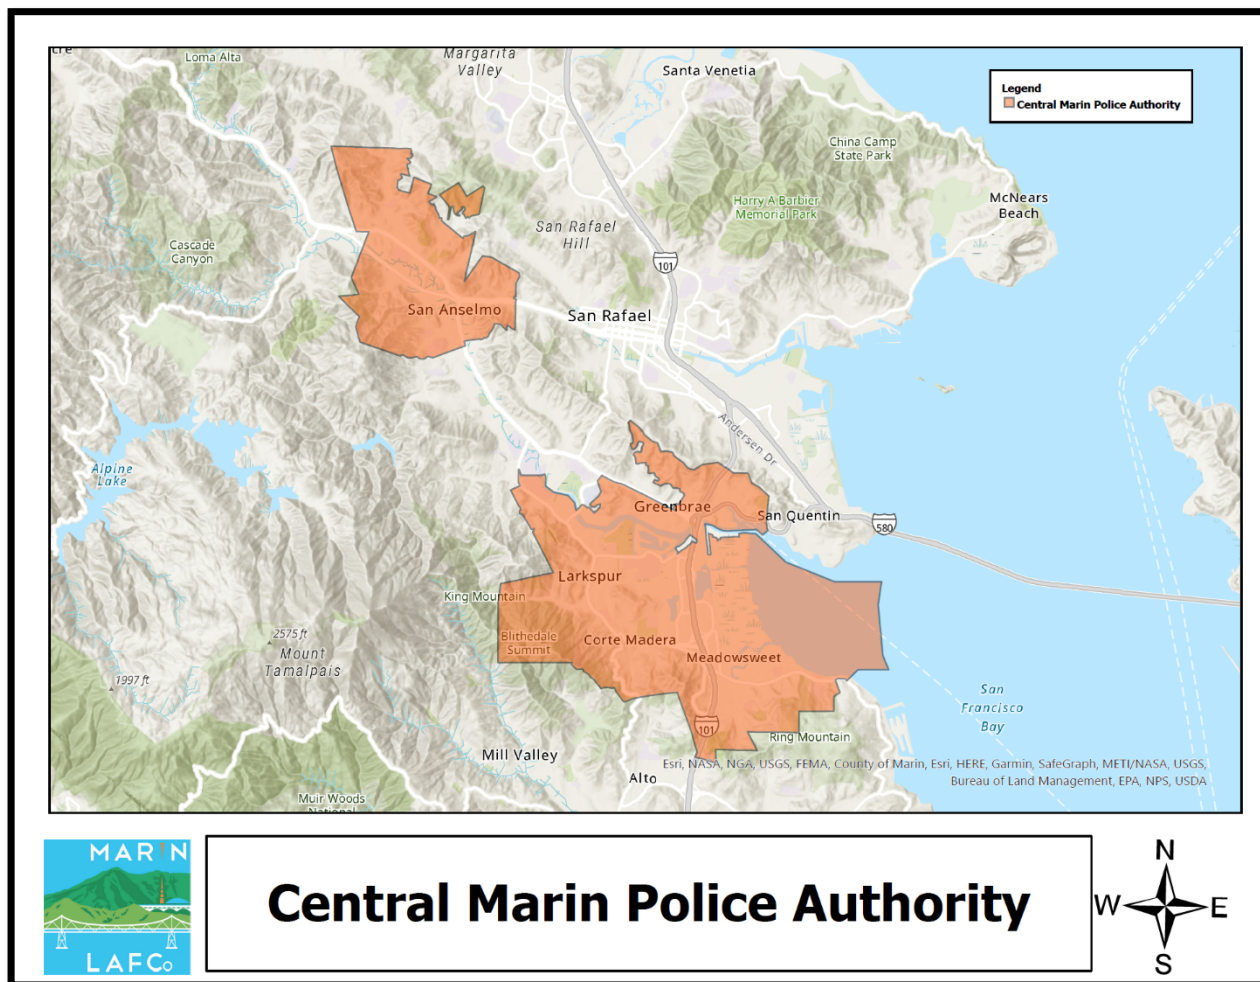 cre
Loma Alta
Margarita
Valley
Santa Venetia
Legend
Central Marin Police Authority
China Camp
State Park
McNears
Beach
Harry A Barbier
Memorial Park
San Rafael
Hill
Cascade
Canyon
101
San Anselmo
San Rafael
Andersen Dr
Alpine
Lake
Greenbrae
San Quentin
580
Larkspur
King Mountain
Blithedale
Summit
Corte Madera
Meadowsweet
2575 ft
Mount
Tamalpais
1997 ft
San
Francisco
Bay
101
Ring Mountain
Mill Valley
Alto
Esri, NASA, NGA, USGS, FEMA, County of Marin, Esri, HERE, Garmin, SafeGraph, METI/NASA, USGS,
Bureau of Land Management, EPA, NPS, USDA
Muir Woods
National
MARIN
LAFCo
Central Marin Police Authority
N
W
E
S